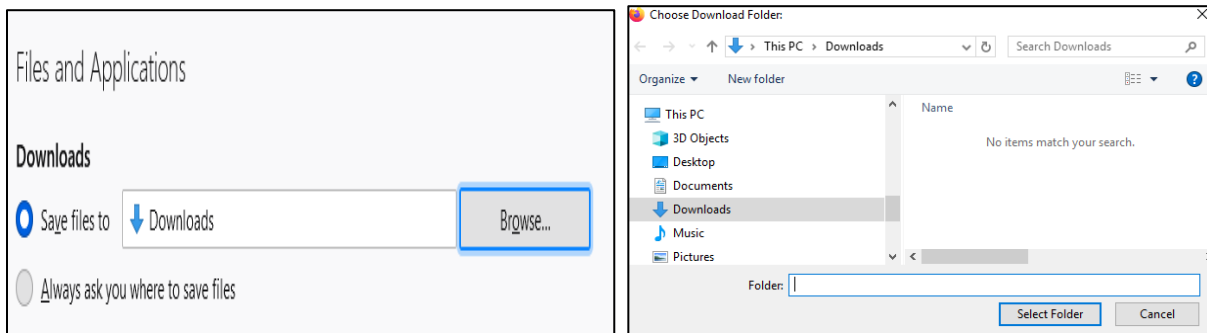 Files and Applications
Downloads
Save files to
Downloads
Browse...
Always ask you where to save files
Choose Download Folder:
This PC > Downloads
Search Downloads
Organize
New folder
This PC
3D Objects
Desktop
Documents
Downloads
Music
Pictures
Name
No items match your search.
Folder:
Select Folder
Cancel